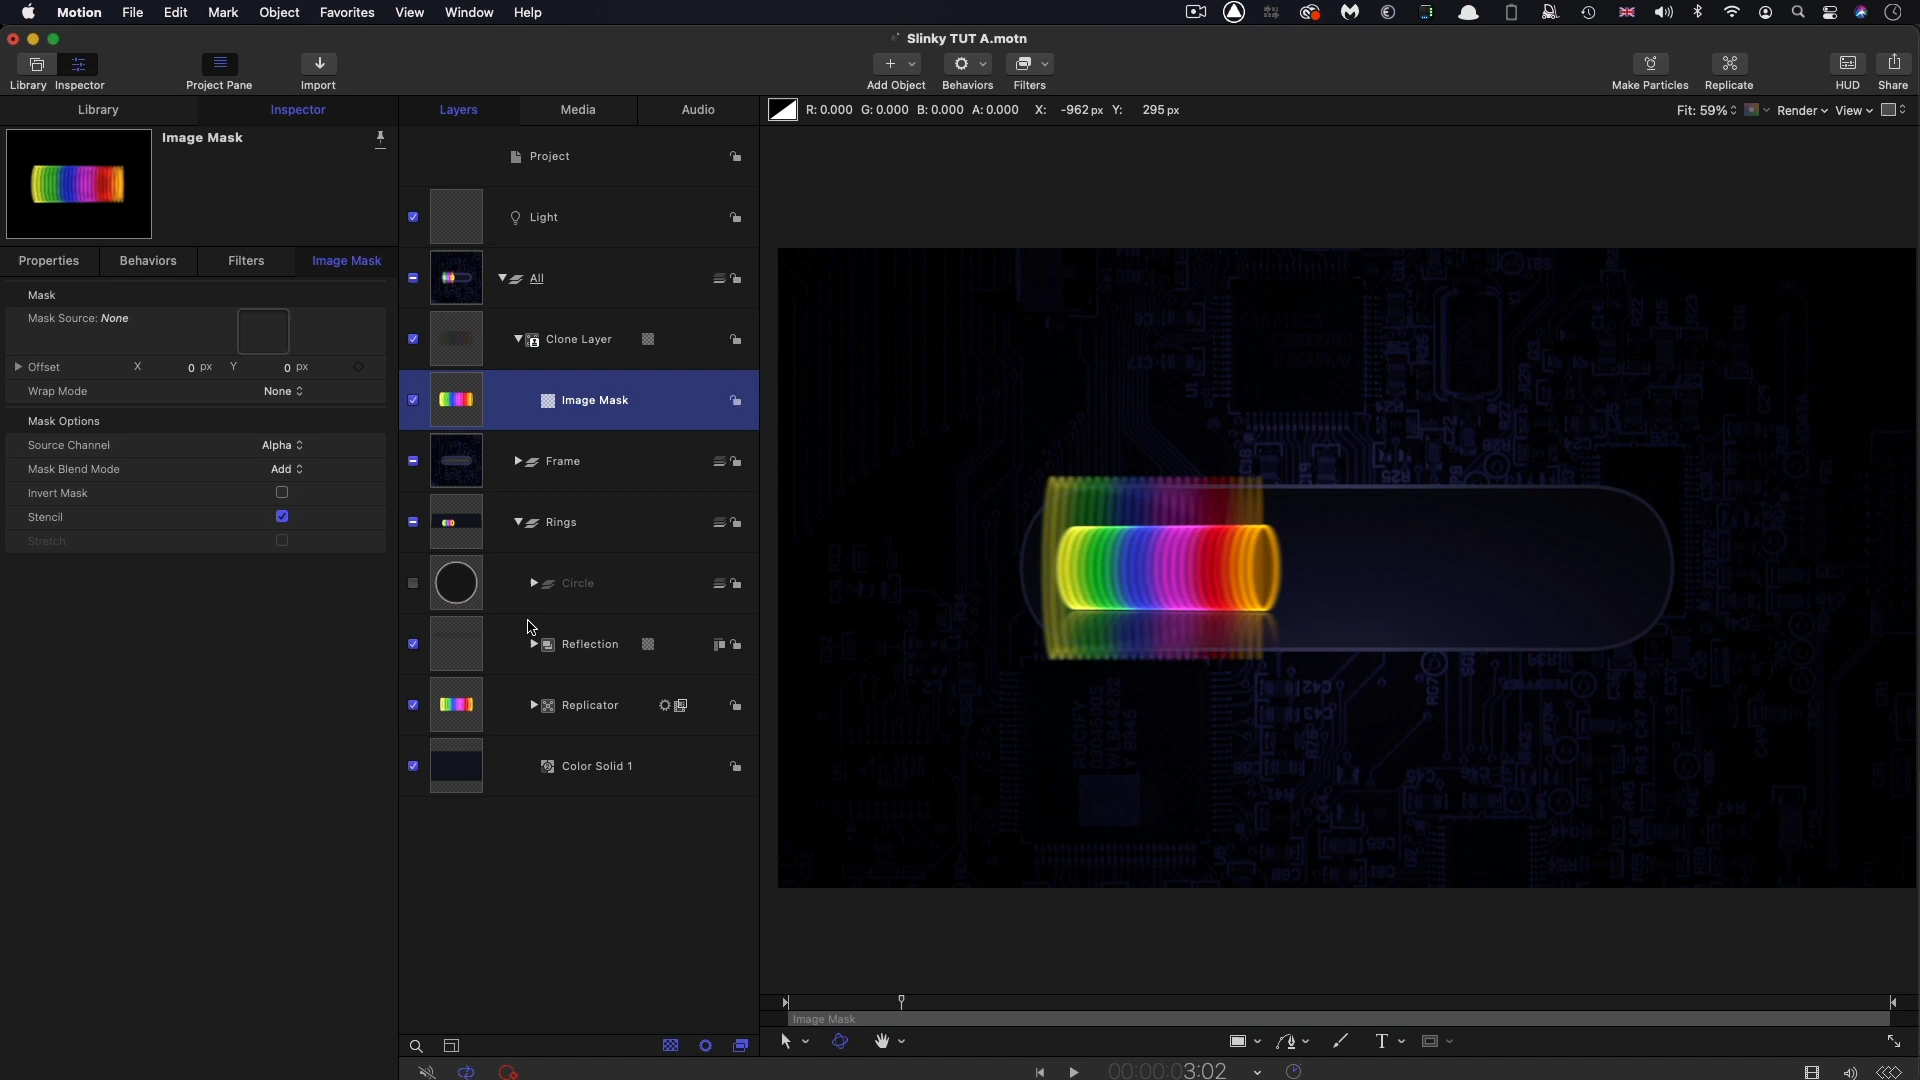 Motion File Edit Mark Object Favorites View Window Help
Slinky TUT A.motn
Library Inspector Project Pane Import Add Object Behaviors Filters Make Particles Replicate HUD Share
Library Inspector Layers Media Audio R: 0.000 G: 0.000 B: 0.000 A: 0.000 X: -962 px Y: 295 px Fit: 59% Render View
Image Mask
Project
Light
Properties Behaviors Filters Image Mask
All
Mask
Mask Source: None
Clone Layer
Offset X 0 px Y 0 px
Wrap Mode None
Image Mask
Mask Options
Source Channel Alpha
Frame
Mask Blend Mode Add
Invert Mask
Stencil
Rings
Stretch
Circle
Reflection
Replicator
Color Solid 1
Image Mask
T
00:00:03:02